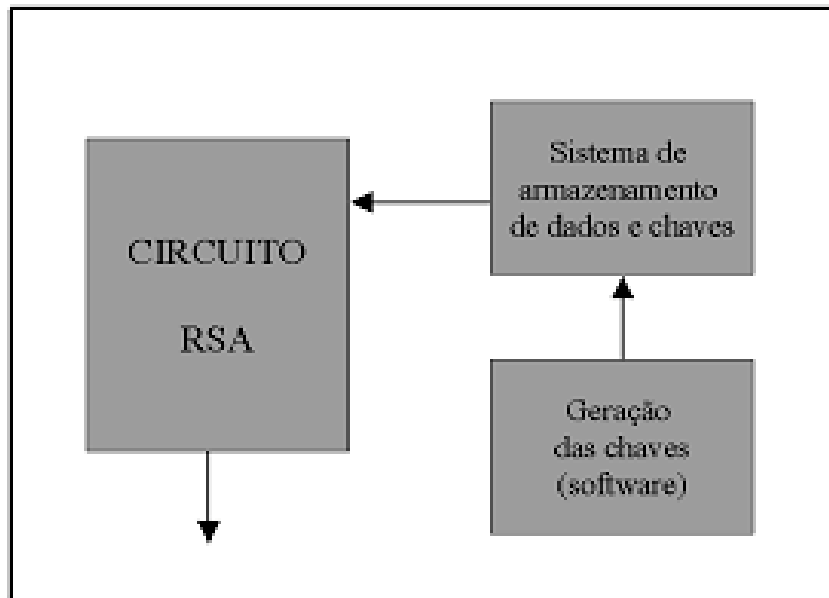 CIRCUITO
RSA
Sistema de
armazenamento
de dados e chaves
Geração
das chaves
(software)